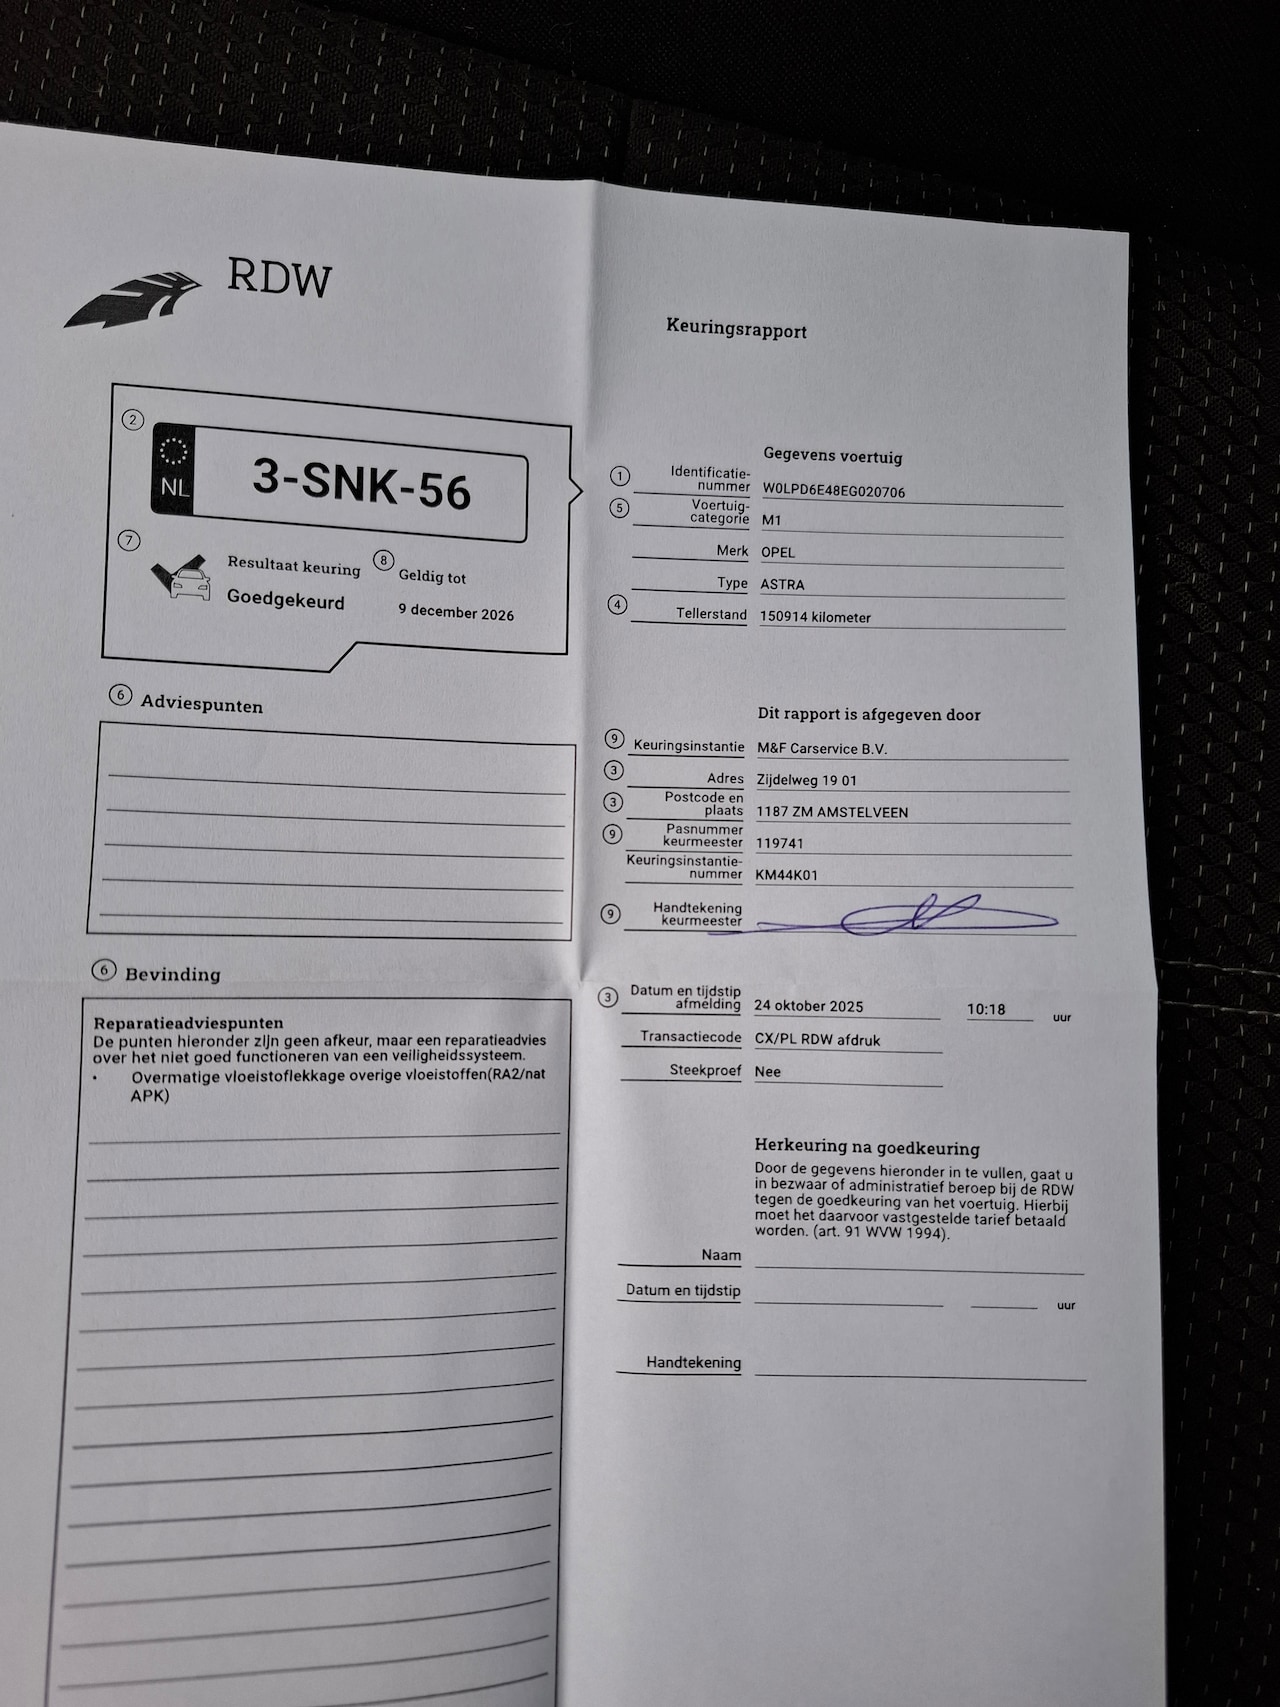 RDW
Keuringsrapport
2
NL
3-SNK-56
7
Resultaat keuring
Goedgekeurd
8
Geldig tot
9 december 2026
6 Adviespunten
6 Bevinding
Reparatieadviespunten
De punten hieronder zijn geen afkeur, maar een reparatieadvies
over het niet goed functioneren van een veiligheidssysteem.
• Overmatige vloeistoflekkage overige vloeistoffen(RA2/nat
APK)
Gegevens voertuig
1 Identificatie-
nummer W0LPD6E48EG020706
5 Voertuig-
categorie M1
Merk OPEL
Type ASTRA
4 Tellerstand 150914 kilometer
Dit rapport is afgegeven door
9 Keuringsinstantie M&F Carservice B.V.
3 Adres Zijdelweg 19 01
3 Postcode en
plaats 1187 ZM AMSTELVEEN
9 Pasnummer
keurmeester 119741
Keuringsinstantie-
nummer KM44K01
9 Handtekening
keurmeester
3 Datum en tijdstip
afmelding 24 oktober 2025 10:18 uur
Transactiecode CX/PL RDW afdruk
Steekproef Nee
Herkeuring na goedkeuring
Door de gegevens hieronder in te vullen, gaat u
in bezwaar of administratief beroep bij de RDW
tegen de goedkeuring van het voertuig. Hierbij
moet het daarvoor vastgestelde tarief betaald
worden. (art. 91 WVW 1994).
Naam
Datum en tijdstip uur
Handtekening